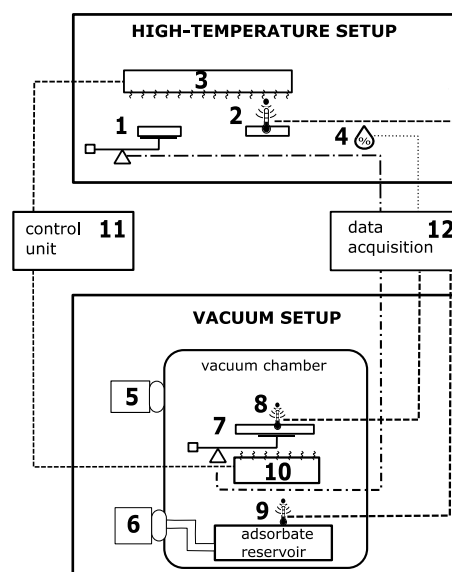 HIGH-TEMPERATURE SETUP
3
1
2
4
%
control
unit
11
data
acquisition
12
VACUUM SETUP
vacuum chamber
5
8
7
10
9
6
adsorbate
reservoir